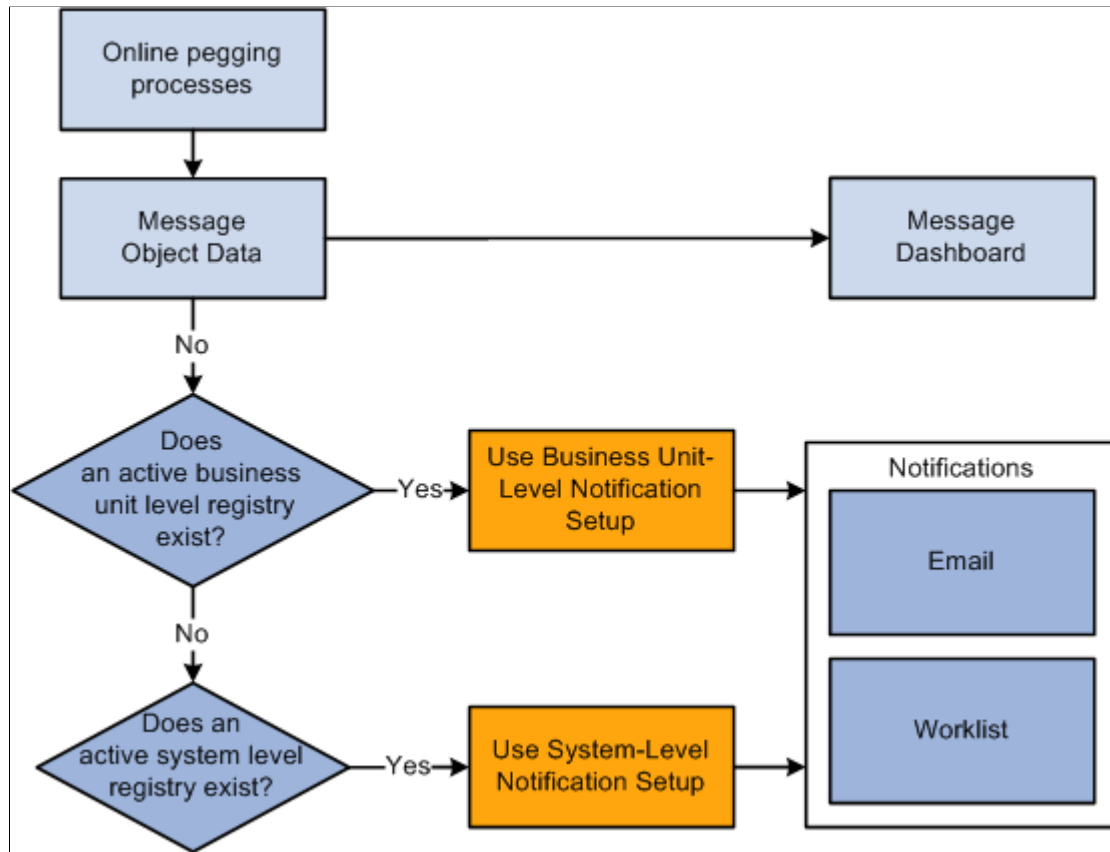 Online pegging
processes
Message
Object Data
Message
Dashboard
No
Does
an active business
unit level registry
exist?
Yes
Use Business Unit-
Level Notification
Setup
Notifications
Email
Worklist
No
Does an
active system level
registry exist?
Yes
Use System-Level
Notification Setup